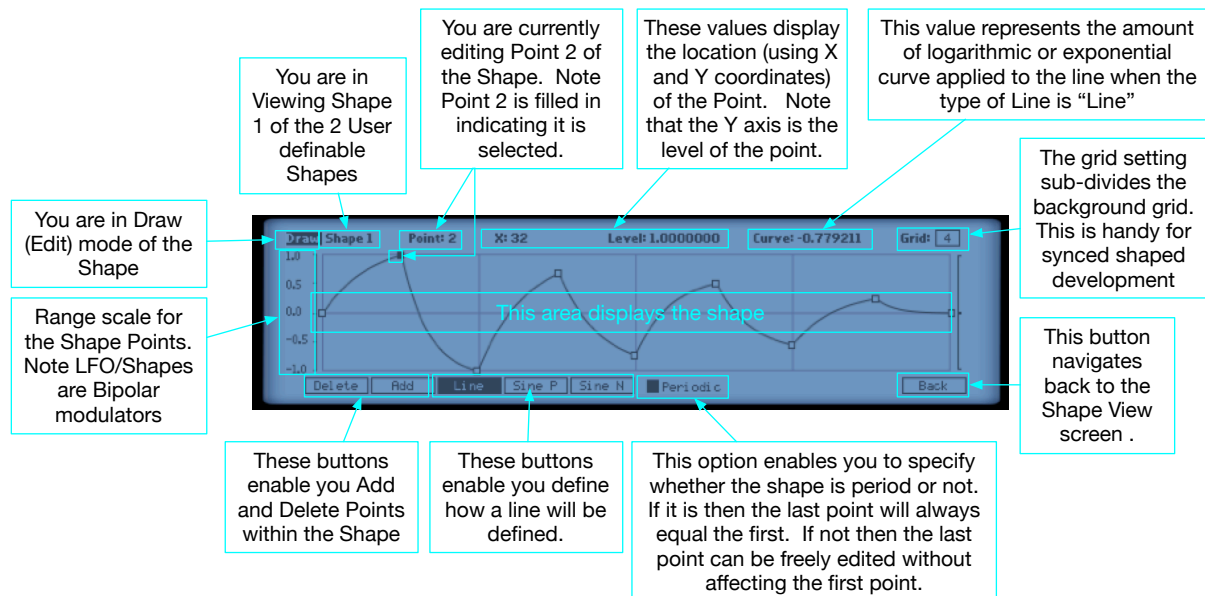 You are in
Viewing Shape
1 of the 2 User
definable
Shapes
You are currently
editing Point 2 of
the Shape. Note
Point 2 is filled in
indicating it is
selected.
These values display
the location (using X
and Y coordinates)
of the Point. Note
that the Y axis is the
level of the point.
This value represents the amount
of logarithmic or exponential
curve applied to the line when the
type of Line is “Line”
The grid setting
sub-divides the
background grid.
This is handy for
synced shaped
development
You are in Draw
(Edit) mode of the
Shape
Draw Shape 1 Point: 2 X: 32 Level: 1.0000000 Curve: -0.779211 Grid: 4
1.0
0.5
0.0
-0.5
-1.0
This area displays the shape
Delete Add Line Sine P Sine N Periodic Back
Range scale for
the Shape Points.
Note LFO/Shapes
are Bipolar
modulators
This button
navigates
back to the
Shape View
screen .
These buttons
enable you Add
and Delete Points
within the Shape
These buttons
enable you define
how a line will be
defined.
This option enables you to specify
whether the shape is period or not.
If it is then the last point will always
equal the first. If not then the last
point can be freely edited without
affecting the first point.